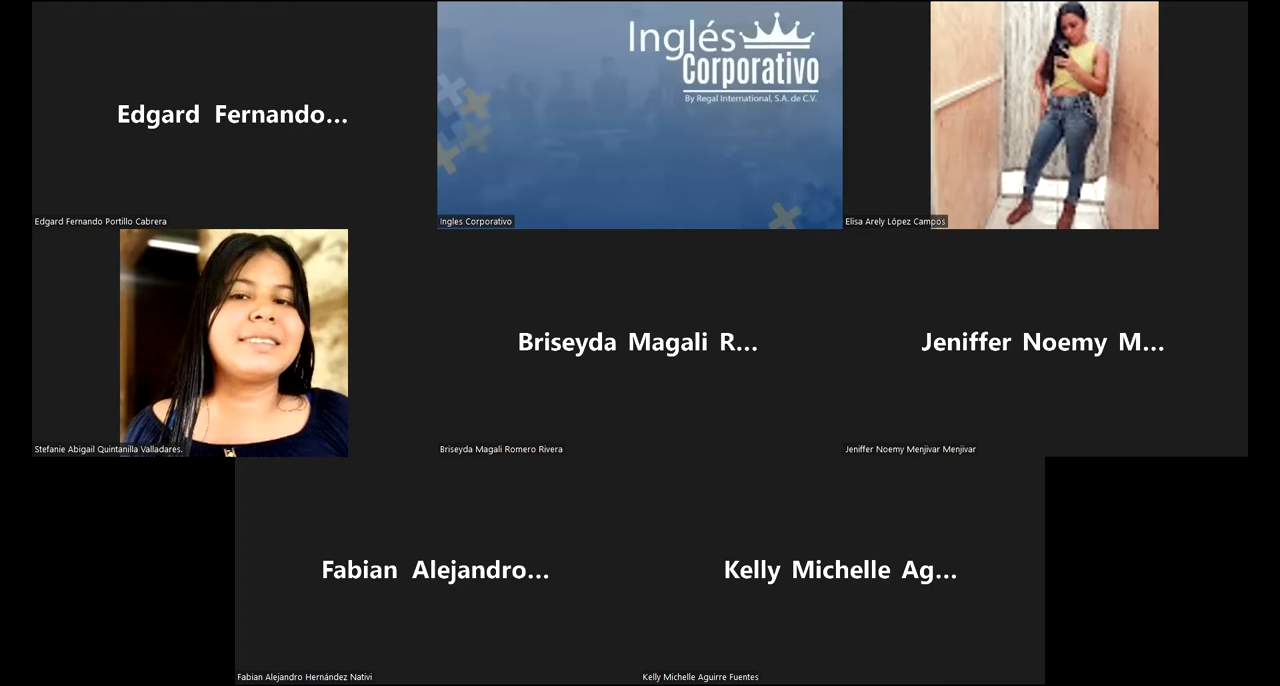 Edgard Fernando...
Edgard Fernando Portillo Cabrera
Inglés
Corporativo
By Regal International, S.A. de C.V.
Ingles Corporativo
Elisa Arely López Campos
Stefanie Abigail Quintanilla Valladares.
Briseyda Magali R...
Briseyda Magali Romero Rivera
Jeniffer Noemy M...
Jeniffer Noemy Menjivar Menjivar
Fabian Alejandro...
Fabian Alejandro Hernández Nativi
Kelly Michelle Ag...
Kelly Michelle Aguirre Fuentes